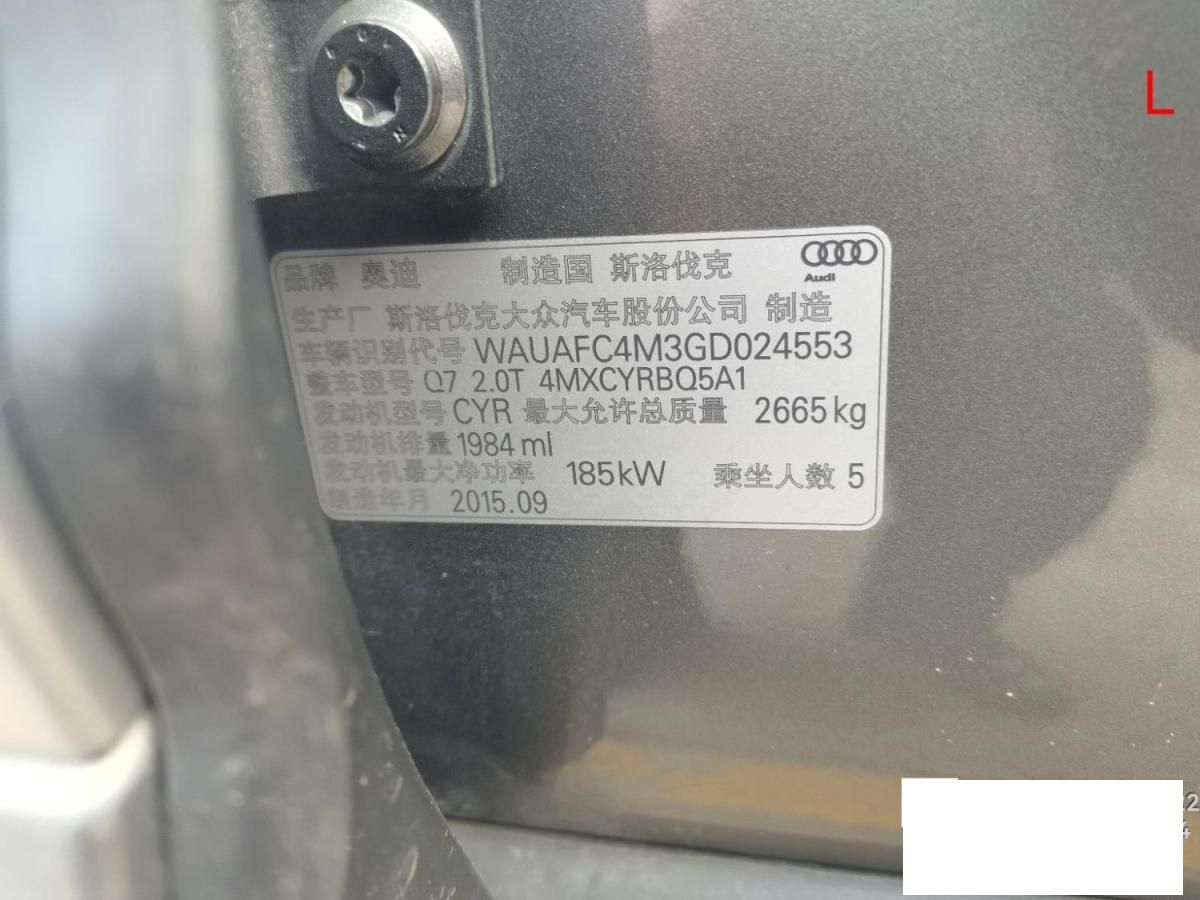 L
品牌 奥迪 制造国 斯洛伐克
Audi
生产厂 斯洛伐克大众汽车股份公司 制造
车辆识别代号 WAUAFC4M3GD024553
整车型号 Q7 2.0T 4MXCYRBQ5A1
发动机型号 CYR 最大允许总质量 2665kg
发动机排量 1984 ml
发动机最大净功率 185kW 乘坐人数 5
制造年月 2015.09